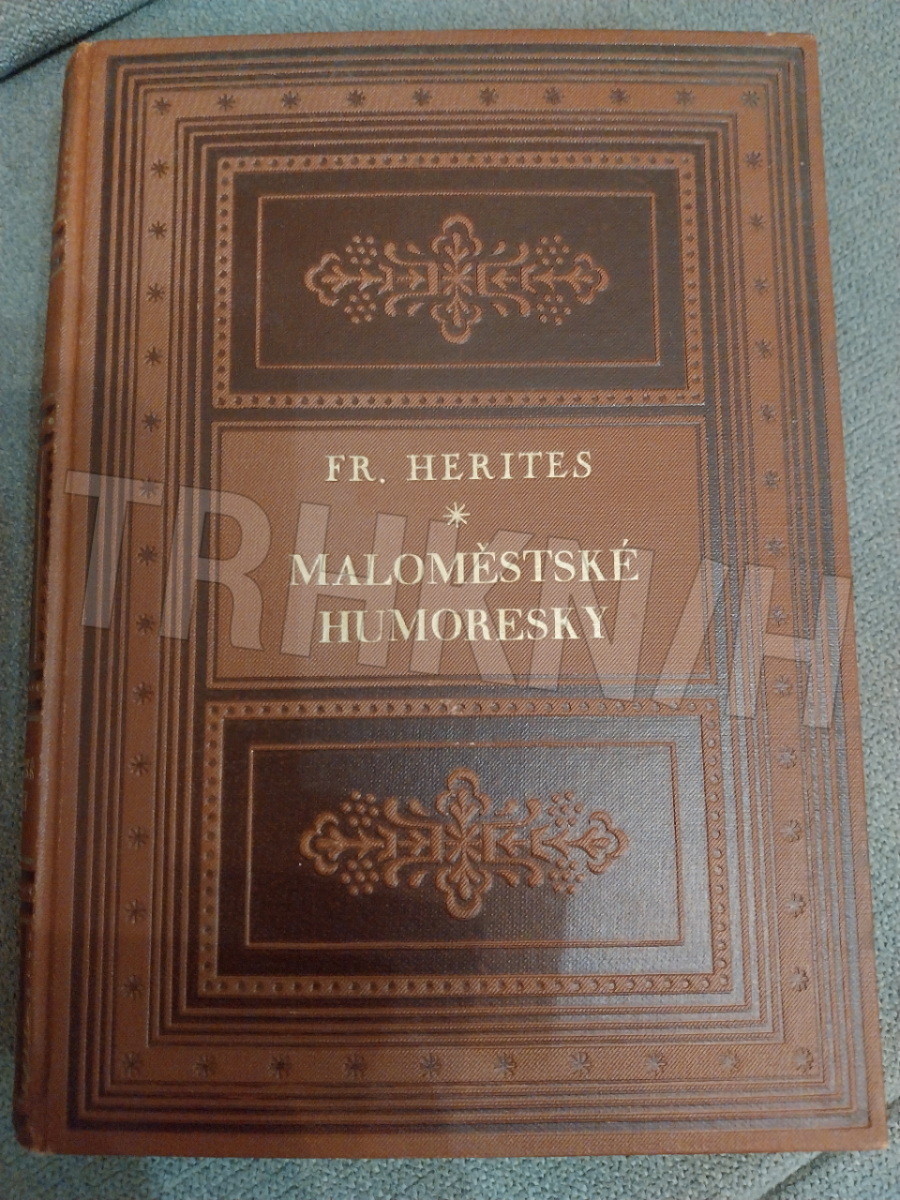 FR. HERITES
*
MALOMĚSTSKÉ
HUMORESKY
TRHKNIH